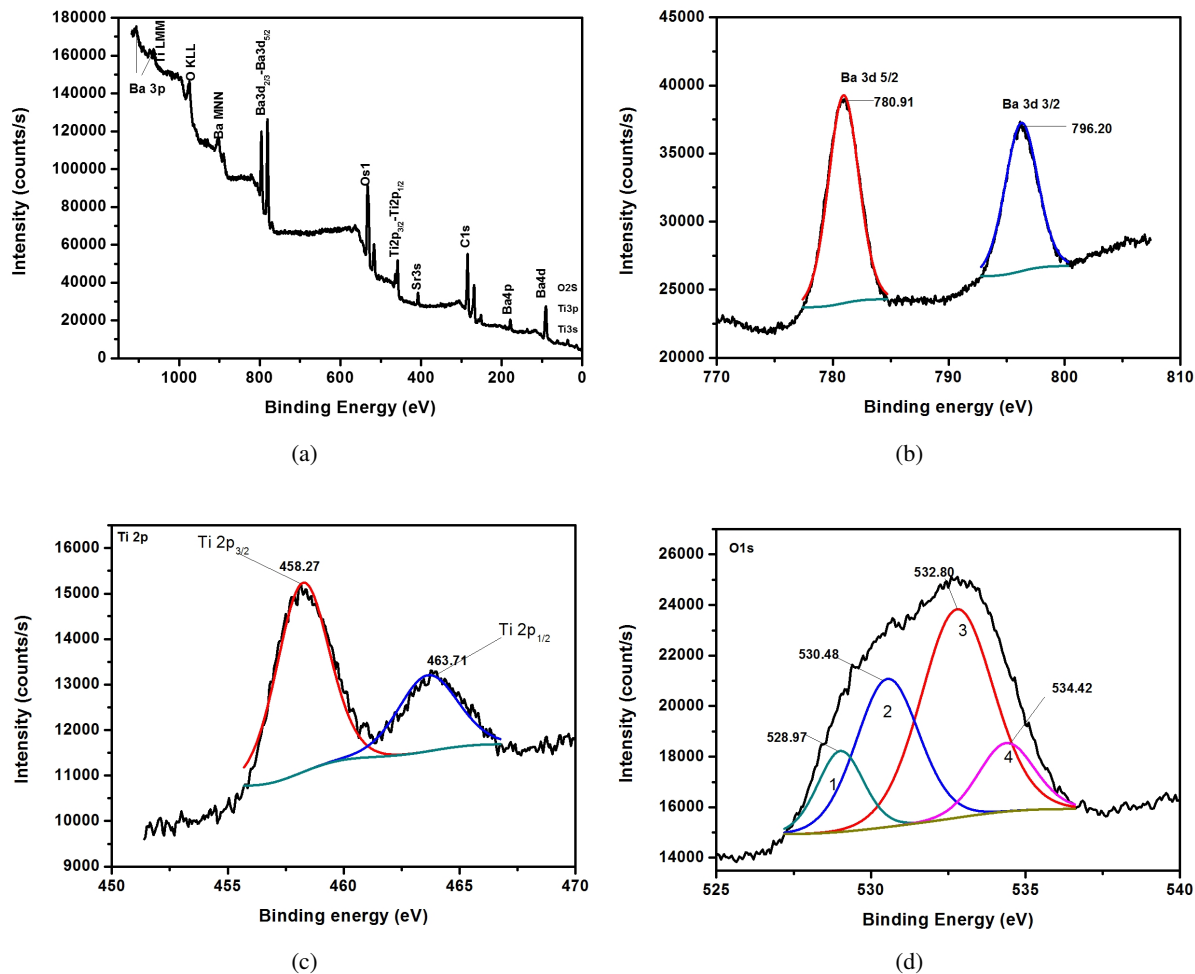 180000
160000
140000
120000
100000
80000
60000
40000
20000
0
Intensity (counts/s)
Ba 3p
Ti LMM
O KLL
Ba MNN
Ba3d2/3-Ba3d5/2
Os1
Ti2p3/2-Ti2p1/2
Sr3s
C1s
Ba4p
Ba4d
O2S
Ti3p
Ti3s
1000 800 600 400 200 0
Binding Energy (eV)
(a)
45000
40000
35000
30000
25000
20000
Intensity (counts/s)
Ba 3d 5/2
780.91
Ba 3d 3/2
796.20
770 780 790 800 810
Binding energy (eV)
(b)
16000
15000
14000
13000
12000
11000
10000
9000
Intensity (counts/s)
Ti 2p
Ti 2p3/2
458.27
Ti 2p1/2
463.71
450 455 460 465 470
Binding energy (eV)
(c)
26000
24000
22000
20000
18000
16000
14000
Intensity (count/s)
O1s
532.80
3
530.48
2
534.42
528.97
1
4
525 530 535 540
Binding Energy (eV)
(d)